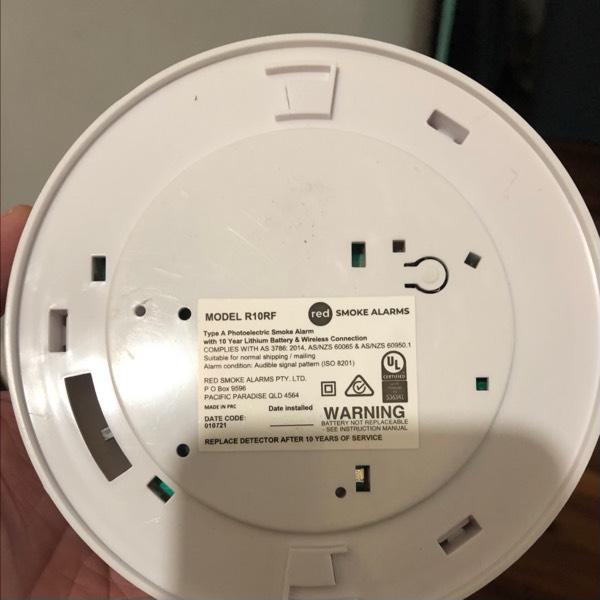 MODEL R10RF
red SMOKE ALARMS
Type A Photoelectric Smoke Alarm
with 10 Year Lithium Battery & Wireless Connection
COMPLIES WITH AS 3786: 2014, AS/NZS 60065 & AS/NZS 60950.1
Suitable for normal shipping / mailing
Alarm condition: Audible signal pattern (ISO 8201)
RED SMOKE ALARMS PTY. LTD.
P O Box 9596
PACIFIC PARADISE QLD 4564
UL
CERTIFIED
S36341
MADE IN PRC
Date installed
DATE CODE:
010721
WARNING
BATTERY NOT REPLACEABLE
- SEE INSTRUCTION MANUAL
REPLACE DETECTOR AFTER 10 YEARS OF SERVICE